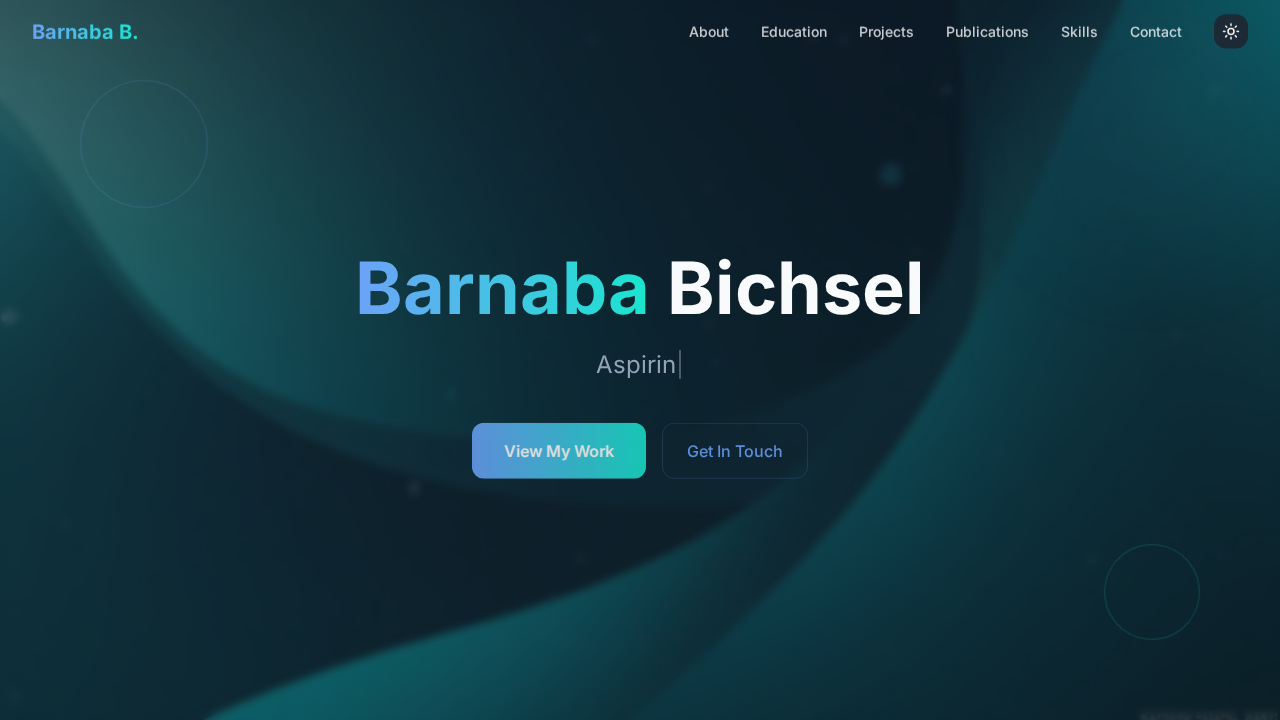 Barnaba B.
About Education Projects Publications Skills Contact
Barnaba Bichsel
Aspirin
View My Work
Get In Touch